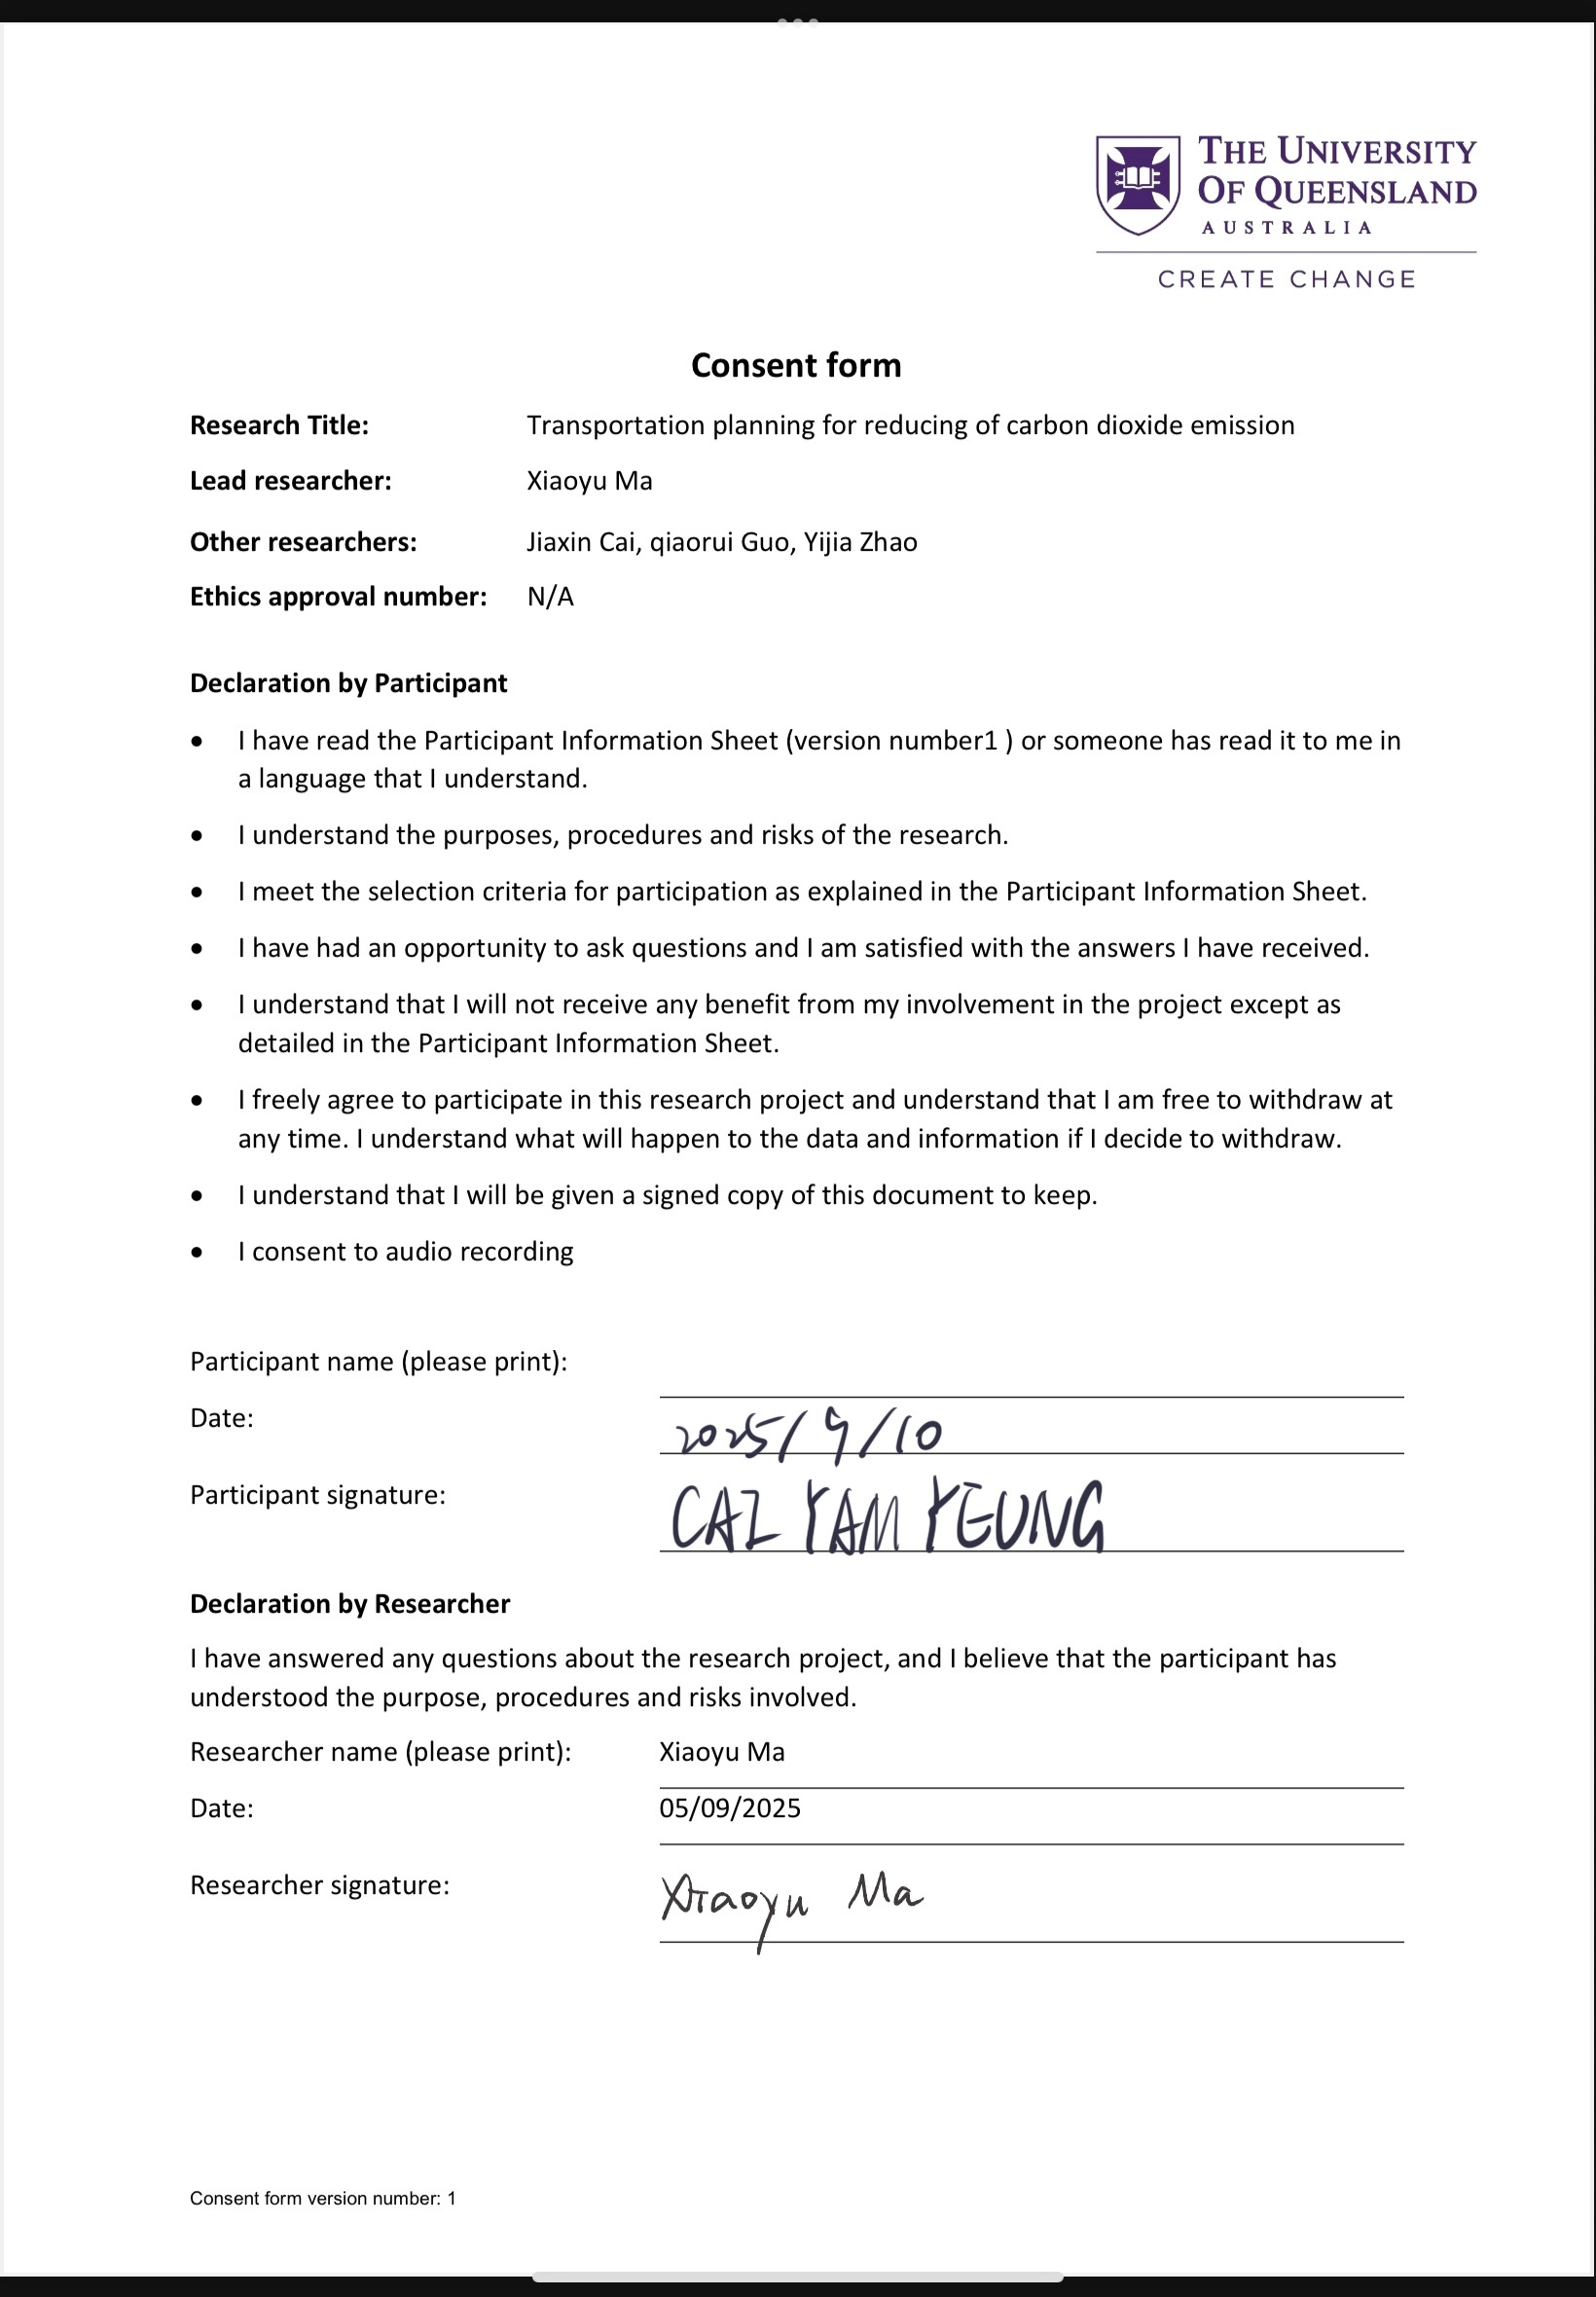 THE UNIVERSITY
OF QUEENSLAND
AUSTRALIA
CREATE CHANGE
Consent form
Research Title: Transportation planning for reducing of carbon dioxide emission
Lead researcher: Xiaoyu Ma
Other researchers: Jiaxin Cai, qiaorui Guo, Yijia Zhao
Ethics approval number: N/A
Declaration by Participant
• I have read the Participant Information Sheet (version number1 ) or someone has read it to me in
a language that I understand.
• I understand the purposes, procedures and risks of the research.
• I meet the selection criteria for participation as explained in the Participant Information Sheet.
• I have had an opportunity to ask questions and I am satisfied with the answers I have received.
• I understand that I will not receive any benefit from my involvement in the project except as
detailed in the Participant Information Sheet.
• I freely agree to participate in this research project and understand that I am free to withdraw at
any time. I understand what will happen to the data and information if I decide to withdraw.
• I understand that I will be given a signed copy of this document to keep.
• I consent to audio recording
Participant name (please print):
Date: 2025/9/10
Participant signature: CAI YAM YEUNG
Declaration by Researcher
I have answered any questions about the research project, and I believe that the participant has
understood the purpose, procedures and risks involved.
Researcher name (please print): Xiaoyu Ma
Date: 05/09/2025
Researcher signature: Xiaoyu Ma
Consent form version number: 1